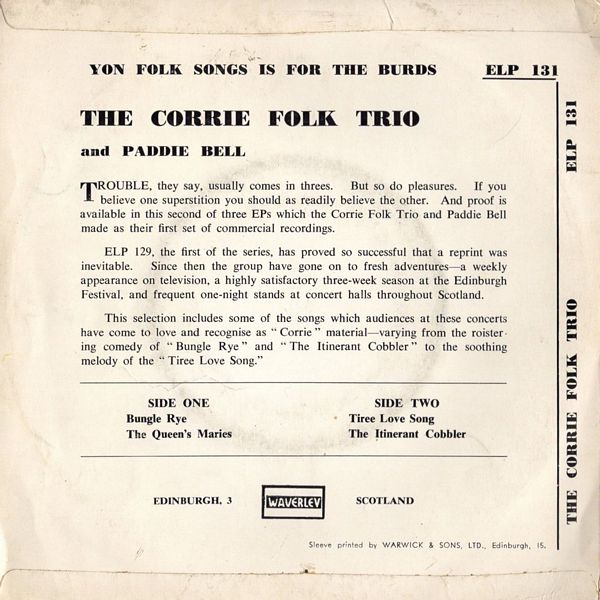 YON FOLK SONGS IS FOR THE BURDS ELP 131
THE CORRIE FOLK TRIO
and PADDIE BELL
TROUBLE, they say, usually comes in threes. But so do pleasures. If you
believe one superstition you should as readily believe the other. And proof is
available in this second of three EPs which the Corrie Folk Trio and Paddie Bell
made as their first set of commercial recordings.
ELP 129, the first of the series, has proved so successful that a reprint was
inevitable. Since then the group have gone on to fresh adventures—a weekly
appearance on television, a highly satisfactory three-week season at the Edinburgh
Festival, and frequent one-night stands at concert halls throughout Scotland.
This selection includes some of the songs which audiences at these concerts
have come to love and recognise as "Corrie" material—varying from the roister-
ing comedy of "Bungle Rye" and "The Itinerant Cobbler" to the soothing
melody of the "Tiree Love Song."
SIDE ONE
Bungle Rye
The Queen's Maries
SIDE TWO
Tiree Love Song
The Itinerant Cobbler
EDINBURGH, 3 WAVERLEY SCOTLAND
Sleeve printed by WARWICK & SONS, LTD., Edinburgh, 15.
ELP 131
THE CORRIE FOLK TRIO